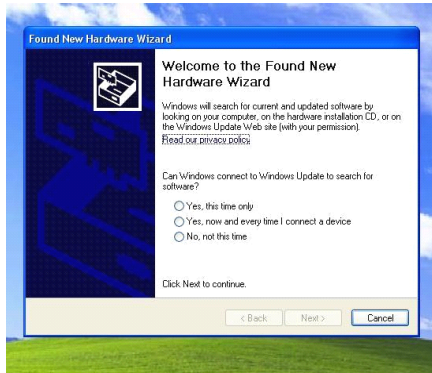 Found New Hardware Wizard
Welcome to the Found New
Hardware Wizard
Windows will search for current and updated software by
looking on your computer, on the hardware installation CD, or on
the Windows Update Web site (with your permission).
Read our privacy policy
Can Windows connect to Windows Update to search for
software?
Yes, this time only
Yes, now and every time I connect a device
No, not this time
Click Next to continue.
< Back
Next >
Cancel